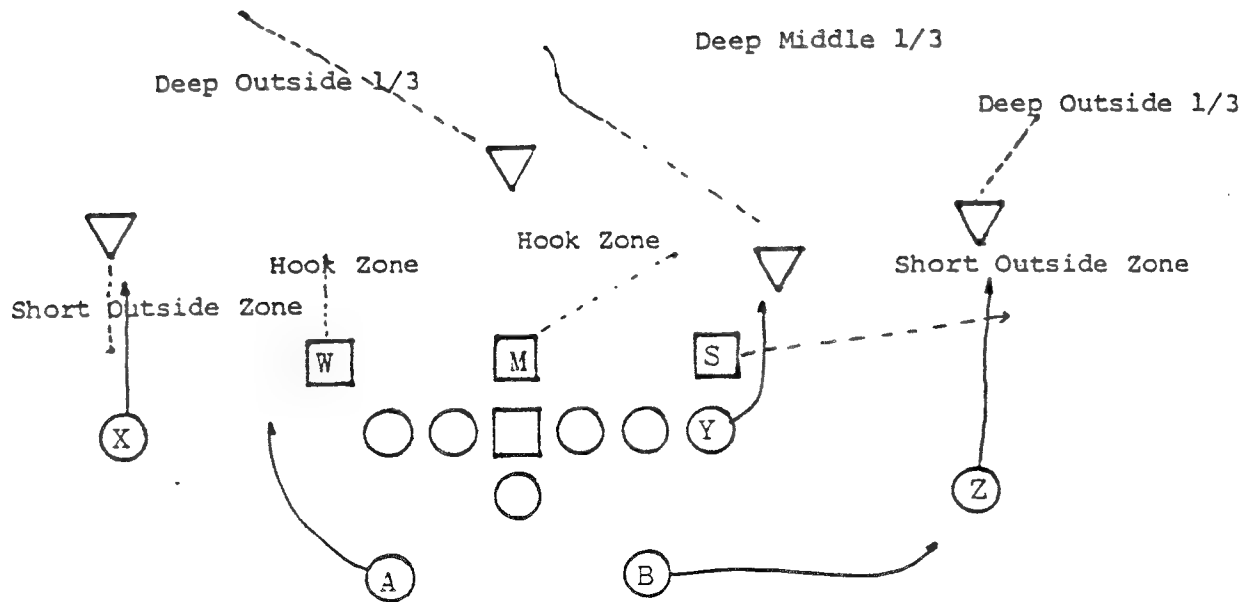 Deep Middle 1/3
Deep Outside 1/3
Deep Outside 1/3
Hook Zone
Hook Zone
Short Outside Zone
Short Outside Zone
W
M
S
X
Y
Z
A
B